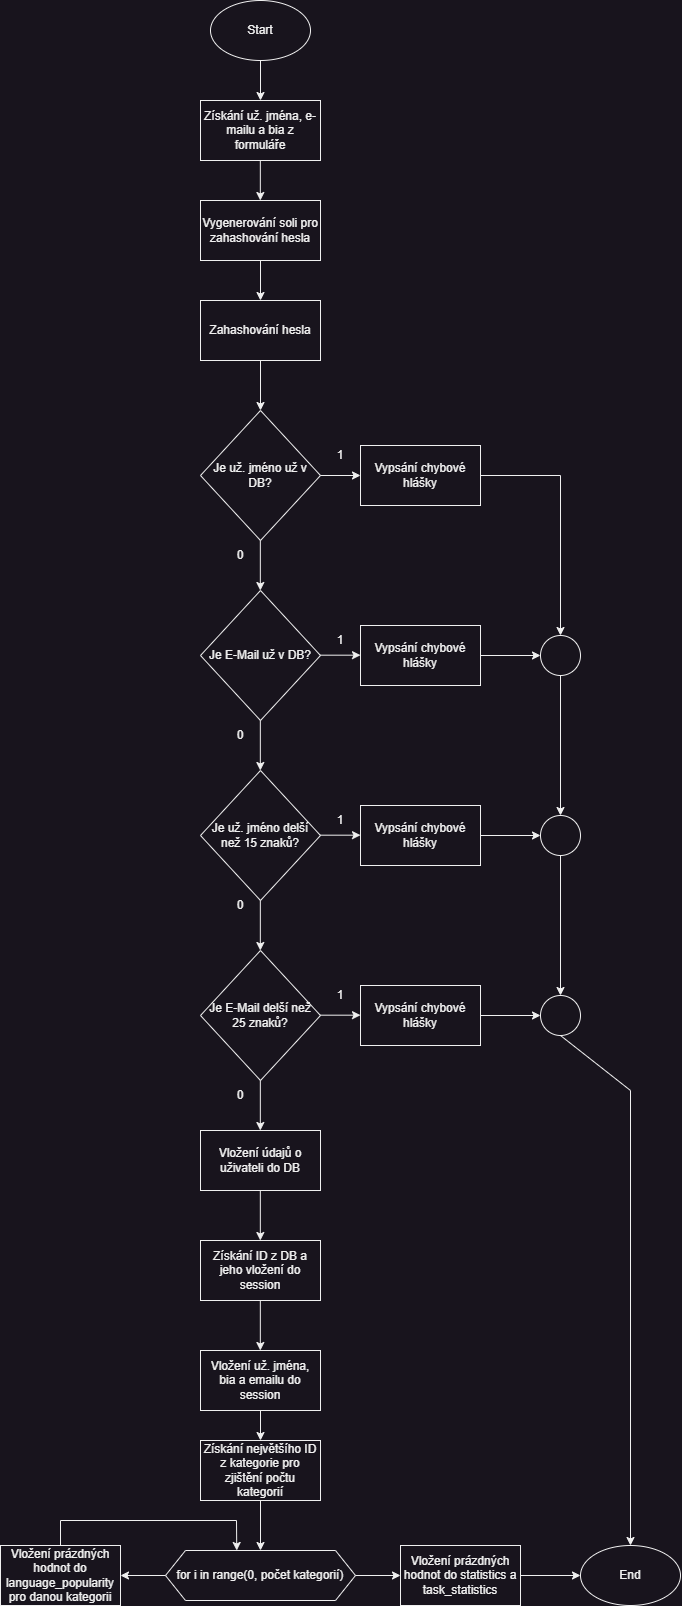 Start
Získání už. jména, e-
mailu a bia z
formuláře
Vygenerování soli pro
zahashování hesla
Zahashování hesla
Je už. jméno už v
DB?
1
Vypsání chybové
hlášky
0
Je E-Mail už v DB?
1
Vypsání chybové
hlášky
0
Je už. jméno delší
než 15 znaků?
1
Vypsání chybové
hlášky
0
Je E-Mail delší než
25 znaků?
1
Vypsání chybové
hlášky
0
Vložení údajů o
uživateli do DB
Získání ID z DB a
jeho vložení do
session
Vložení už. jména,
bia a emailu do
session
Získání největšího ID
z kategorie pro
zjištění počtu
kategorií
Vložení prázdných
hodnot do
language_popularity
pro danou kategorii
for i in range(0, počet kategorií)
Vložení prázdných
hodnot do statistics a
task_statistics
End